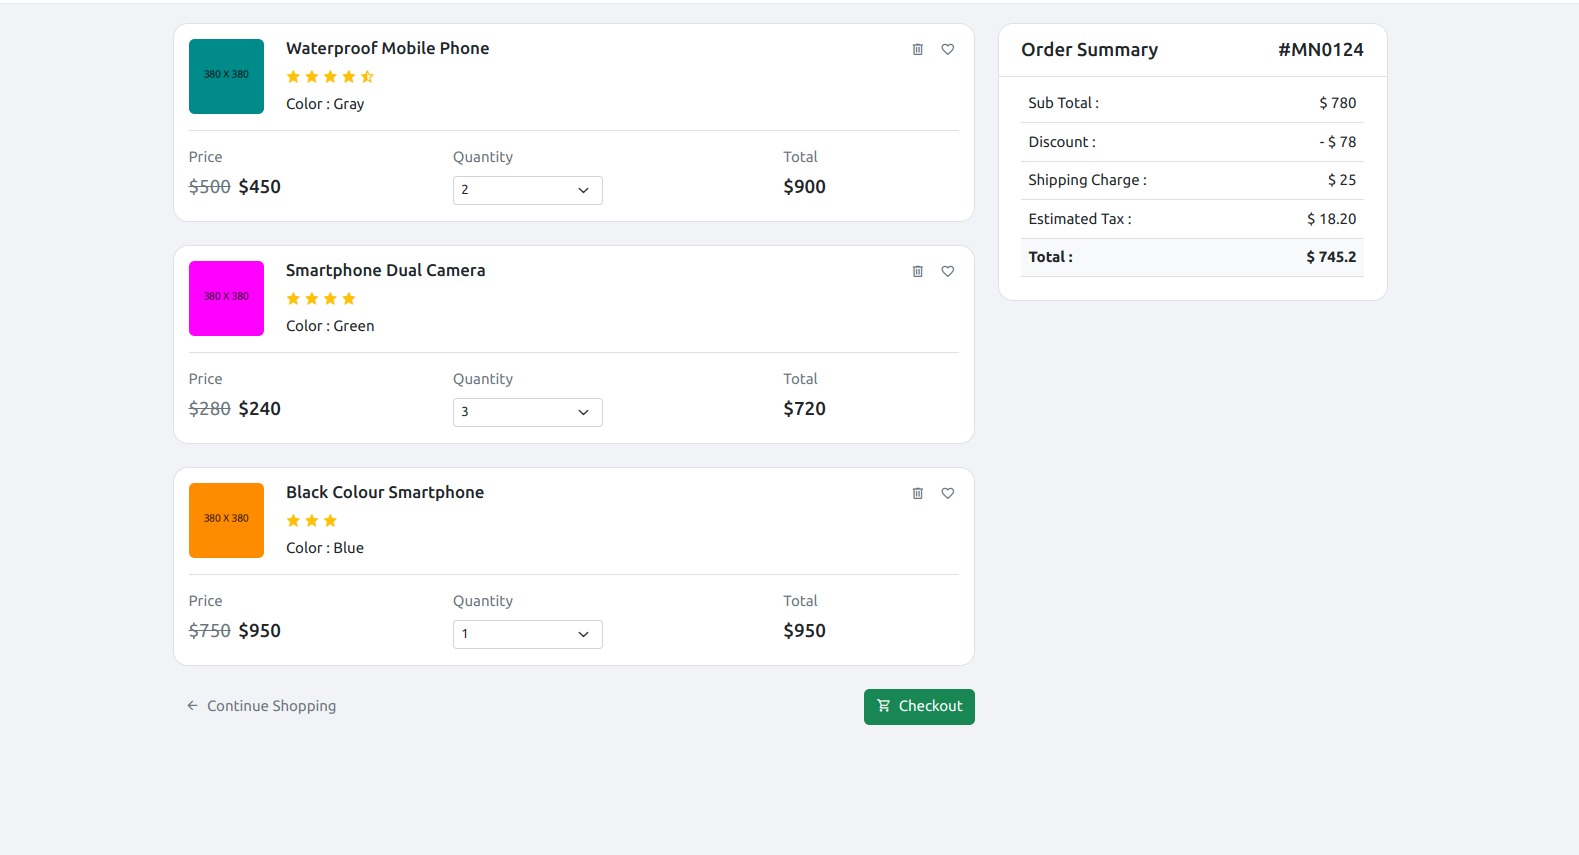 Waterproof Mobile Phone
380 X 380
Color : Gray
Price Quantity Total
$500 $450 2 $900
Smartphone Dual Camera
380 X 380
Color : Green
Price Quantity Total
$280 $240 3 $720
Black Colour Smartphone
380 X 380
Color : Blue
Price Quantity Total
$750 $950 1 $950
Continue Shopping Checkout
Order Summary #MN0124
Sub Total : $ 780
Discount : - $ 78
Shipping Charge : $ 25
Estimated Tax : $ 18.20
Total : $ 745.2